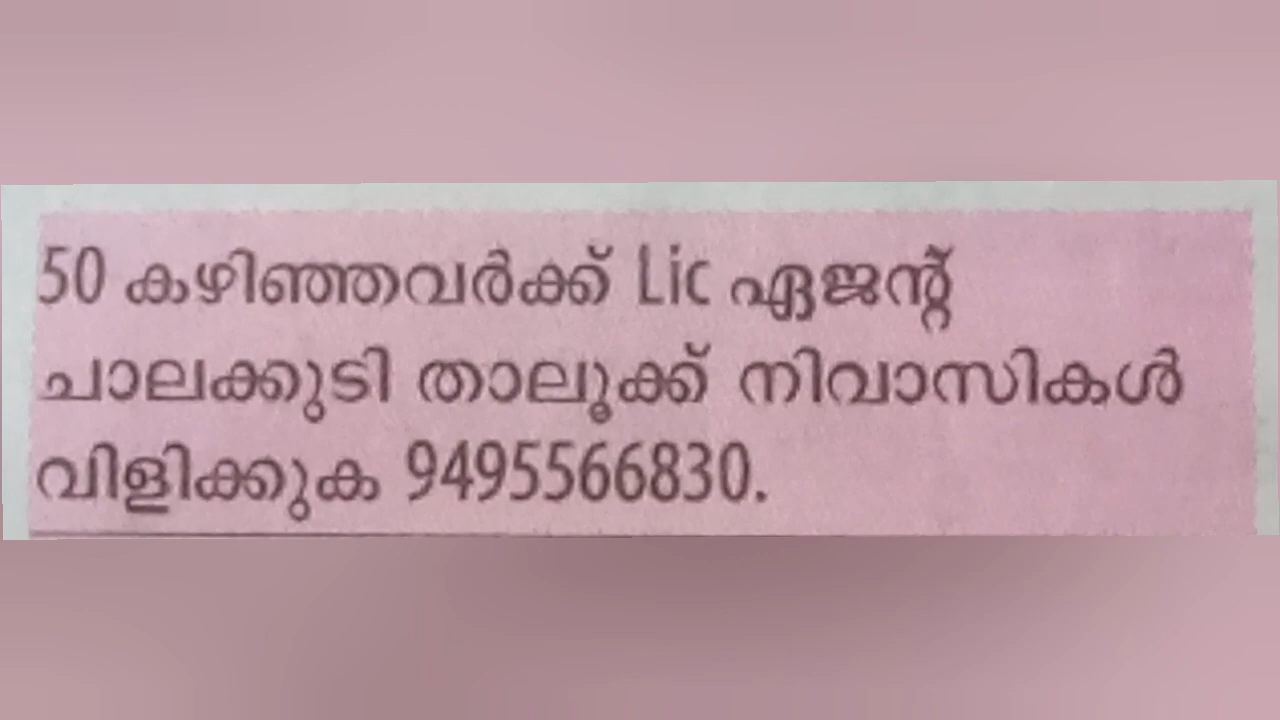 50 കഴിഞ്ഞവർക്ക് Lic ഏജന്റ്
ചാലക്കുടി താലൂക്ക് നിവാസികൾ
വിളിക്കുക 9495566830.